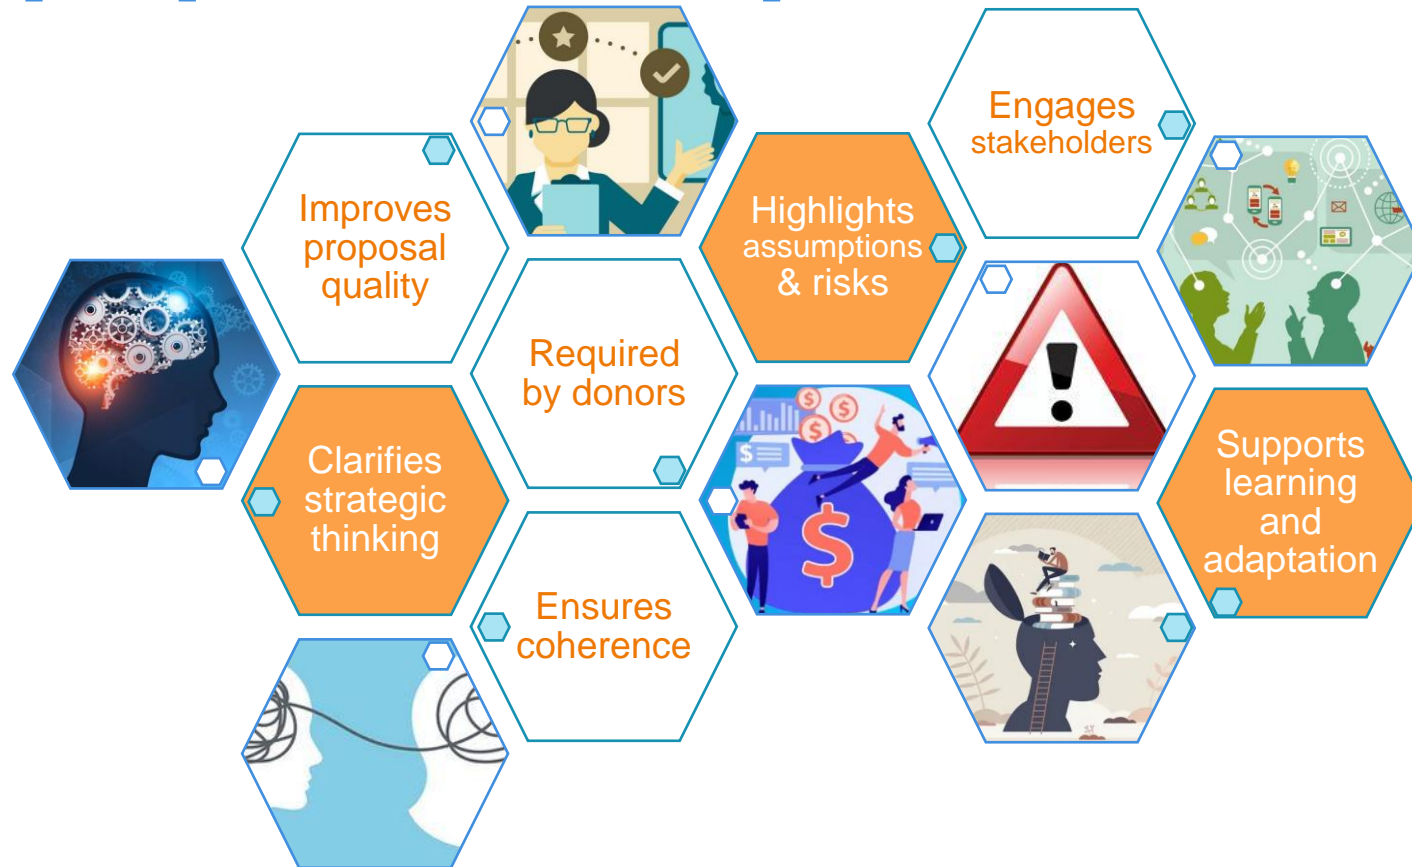 Improves
proposal
quality
Clarifies
strategic
thinking
Required
by donors
Ensures
coherence
Highlights
assumptions
& risks
Engages
stakeholders
Supports
learning
and
adaptation